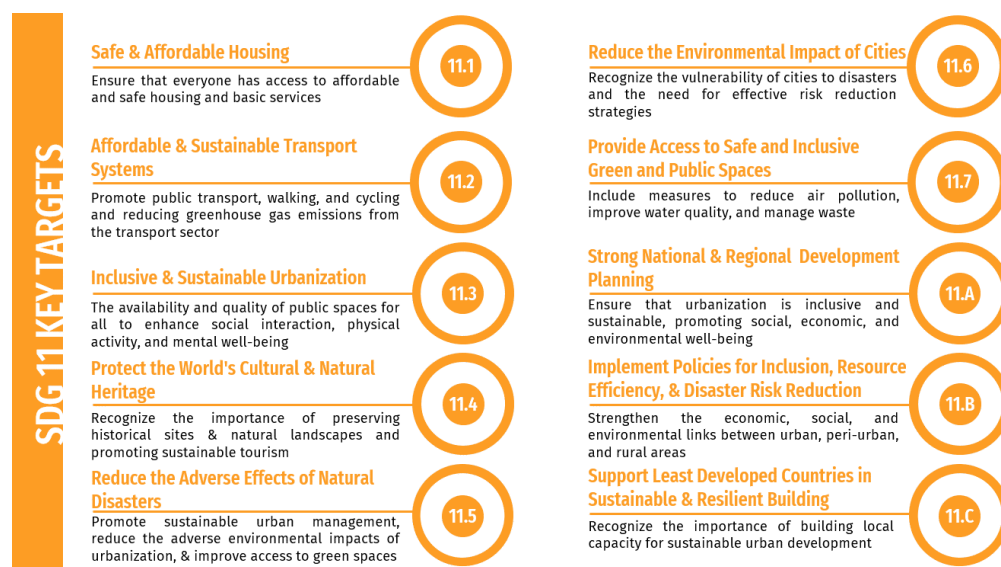 SDG 11 KEY TARGETS
Safe & Affordable Housing
Ensure that everyone has access to affordable
and safe housing and basic services
11.1
Affordable & Sustainable Transport
Systems
Promote public transport, walking, and cycling
and reducing greenhouse gas emissions from
the transport sector
11.2
Inclusive & Sustainable Urbanization
The availability and quality of public spaces for
all to enhance social interaction, physical
activity, and mental well-being
11.3
Protect the World's Cultural & Natural
Heritage
Recognize the importance of preserving
historical sites & natural landscapes and
promoting sustainable tourism
11.4
Reduce the Adverse Effects of Natural
Disasters
Promote sustainable urban management,
reduce the adverse environmental impacts of
urbanization, & improve access to green spaces
11.5
Reduce the Environmental Impact of Cities
Recognize the vulnerability of cities to disasters
and the need for effective risk reduction
strategies
11.6
Provide Access to Safe and Inclusive
Green and Public Spaces
Include measures to reduce air pollution,
improve water quality, and manage waste
11.7
Strong National & Regional Development
Planning
Ensure that urbanization is inclusive and
sustainable, promoting social, economic, and
environmental well-being
11.A
Implement Policies for Inclusion, Resource
Efficiency, & Disaster Risk Reduction
Strengthen the economic, social, and
environmental links between urban, peri-urban,
and rural areas
11.B
Support Least Developed Countries in
Sustainable & Resilient Building
Recognize the importance of building local
capacity for sustainable urban development
11.C